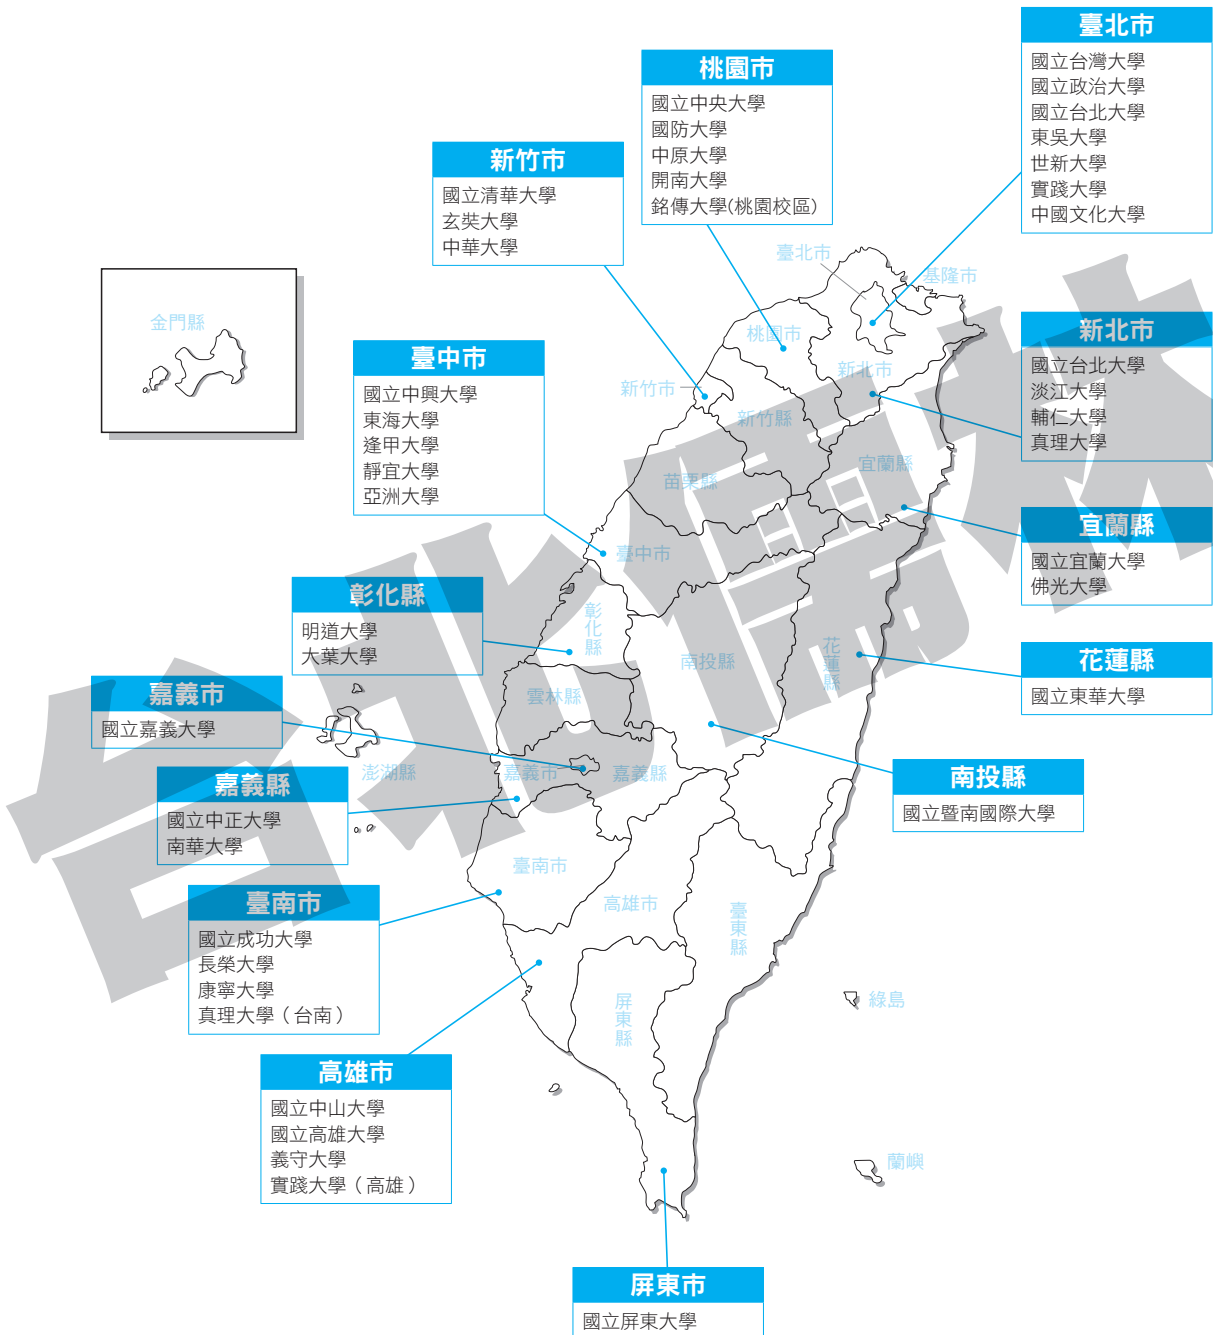 臺北市
國立台灣大學
國立政治大學
國立台北大學
東吳大學
世新大學
實踐大學
中國文化大學
桃園市
國立中央大學
國防大學
中原大學
開南大學
銘傳大學(桃園校區)
新竹市
國立清華大學
玄奘大學
中華大學
臺北市
基隆市
金門縣
桃園市
新北市
新竹市
新竹縣
新北市
國立台北大學
淡江大學
輔仁大學
真理大學
臺中市
國立中興大學
東海大學
逢甲大學
靜宜大學
亞洲大學
宜蘭縣
苗栗縣
臺中市
宜蘭縣
國立宜蘭大學
佛光大學
彰化縣
明道大學
大葉大學
彰化縣
南投縣
花蓮縣
花蓮縣
國立東華大學
嘉義市
國立嘉義大學
雲林縣
澎湖縣
嘉義市
嘉義縣
嘉義縣
國立中正大學
南華大學
南投縣
國立暨南國際大學
臺南市
國立成功大學
長榮大學
康寧大學
真理大學（台南）
臺南市
高雄市
臺東縣
屏東縣
綠島
高雄市
國立中山大學
國立高雄大學
義守大學
實踐大學（高雄）
蘭嶼
屏東市
國立屏東大學
台北儒林